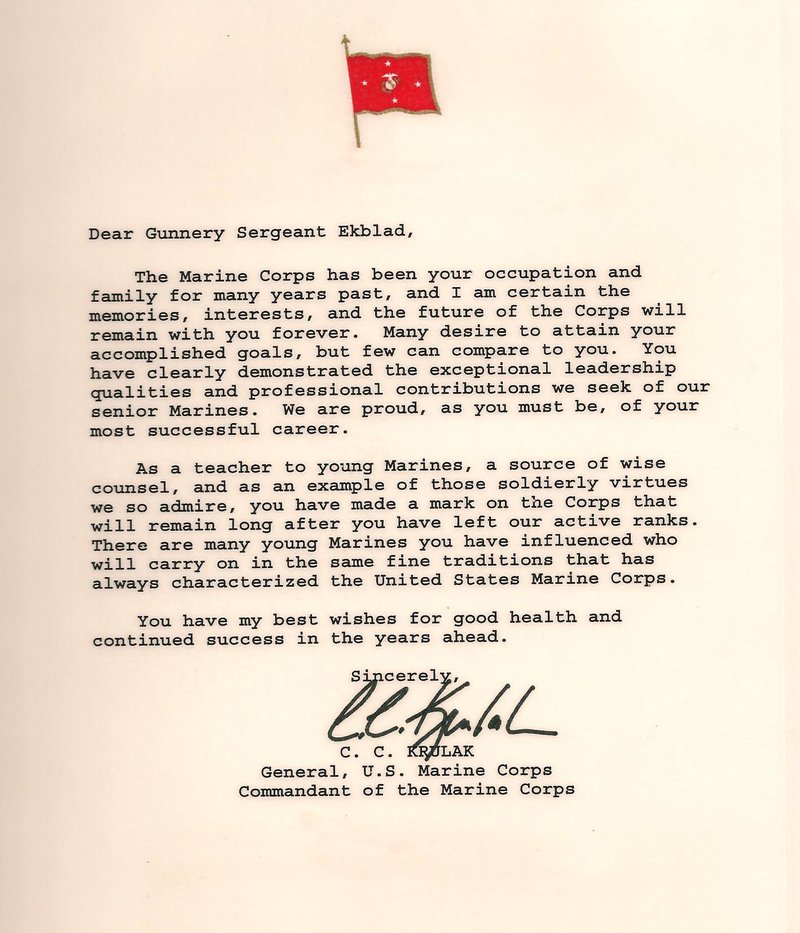 Dear Gunnery Sergeant Ekblad,
The Marine Corps has been your occupation and
family for many years past, and I am certain the
memories, interests, and the future of the Corps will
remain with you forever.  Many desire to attain your
accomplished goals, but few can compare to you.  You
have clearly demonstrated the exceptional leadership
qualities and professional contributions we seek of our
senior Marines.  We are proud, as you must be, of your
most successful career.
As a teacher to young Marines, a source of wise
counsel, and as an example of those soldierly virtues
we so admire, you have made a mark on the Corps that
will remain long after you have left our active ranks.
There are many young Marines you have influenced who
will carry on in the same fine traditions that has
always characterized the United States Marine Corps.
You have my best wishes for good health and
continued success in the years ahead.
Sincerely,
C. C. Krulak
C. C. KRULAK
General, U.S. Marine Corps
Commandant of the Marine Corps